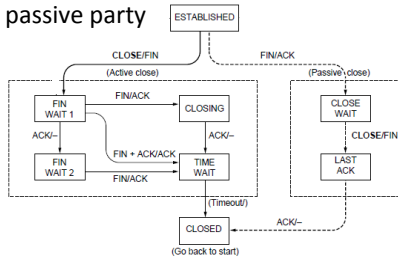 passive party
ESTABLISHED
CLOSE/FIN
FIN/ACK
(Active close)
(Passive close)
FIN
WAIT 1
FIN/ACK
CLOSING
CLOSE
WAIT
ACK/–
ACK/–
CLOSE/FIN
FIN + ACK/ACK
FIN
WAIT 2
FIN/ACK
TIME
WAIT
LAST
ACK
(Timeout/)
CLOSED
ACK/–
(Go back to start)